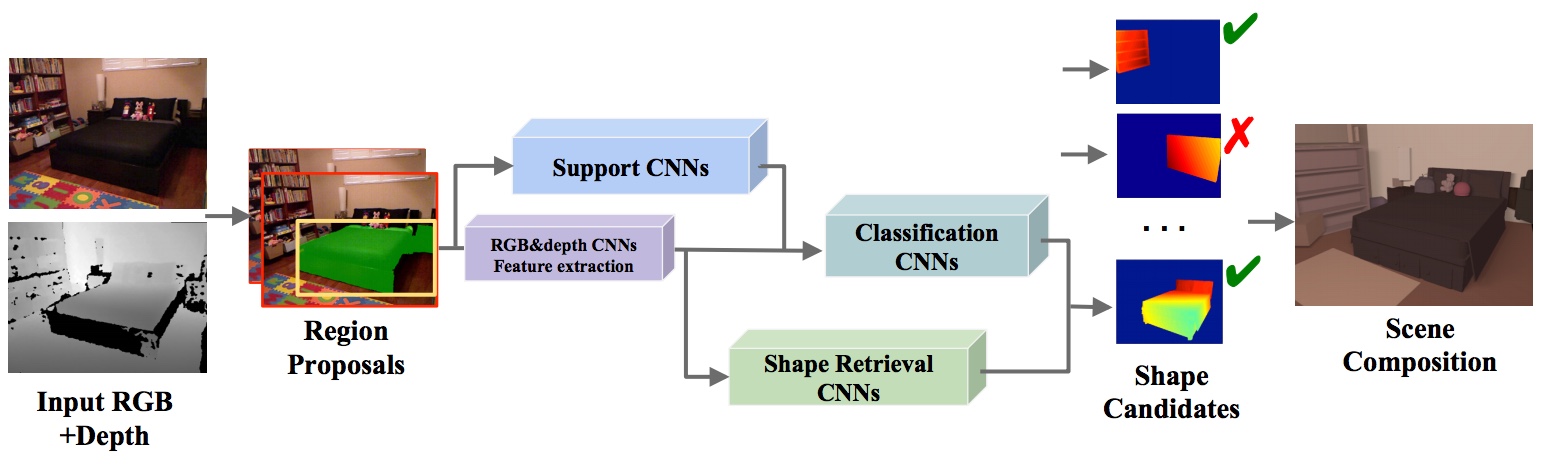 Input RGB
+Depth
Region
Proposals
Support CNNs
RGB&depth CNNs
Feature extraction
Classification
CNNs
Shape Retrieval
CNNs
. . .
Shape
Candidates
Scene
Composition